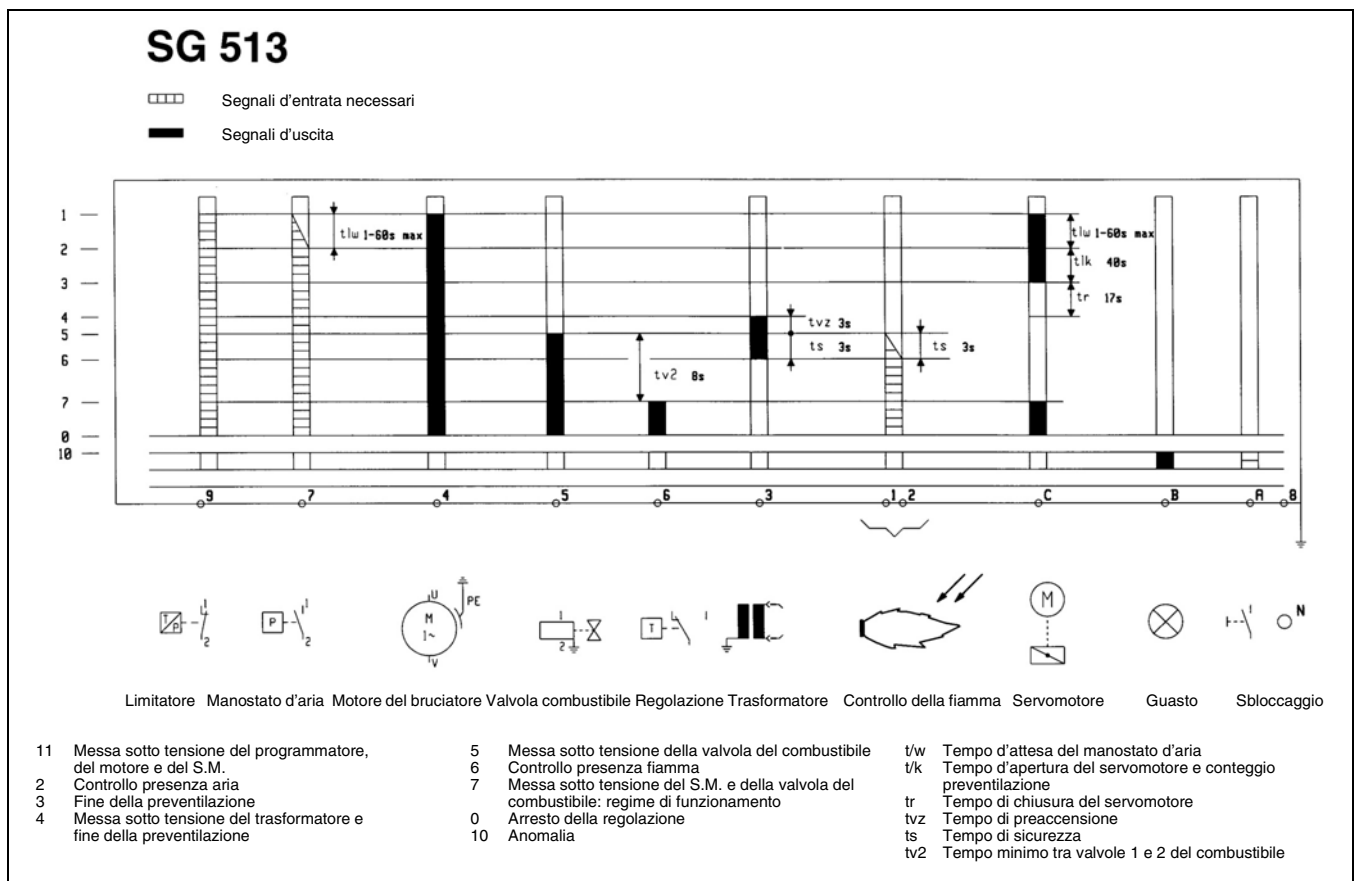 SG 513
Segnali d'entrata necessari
Segnali d'uscita
1
2
3
4
5
6
7
0
10
tlw 1-60s max
tlw 1-60s max
tlk 40s
tr 17s
tvz 3s
ts 3s
ts 3s
tv2 8s
9 7 4 5 6 3 1 2 C B A 8
T/P 1 2
P 1 2
U M 1~ V PE
1 2
T 1
M
1
N
Limitatore Manostato d'aria Motore del bruciatore Valvola combustibile Regolazione Trasformatore Controllo della fiamma Servomotore Guasto Sbloccaggio
11 Messa sotto tensione del programmatore,
del motore e del S.M.
2 Controllo presenza aria
3 Fine della preventilazione
4 Messa sotto tensione del trasformatore e
fine della preventilazione
5 Messa sotto tensione della valvola del combustibile
6 Controllo presenza fiamma
7 Messa sotto tensione del S.M. e della valvola del
combustibile: regime di funzionamento
0 Arresto della regolazione
10 Anomalia
t/w Tempo d'attesa del manostato d'aria
t/k Tempo d'apertura del servomotore e conteggio
preventilazione
tr Tempo di chiusura del servomotore
tvz Tempo di preaccensione
ts Tempo di sicurezza
tv2 Tempo minimo tra valvole 1 e 2 del combustibile